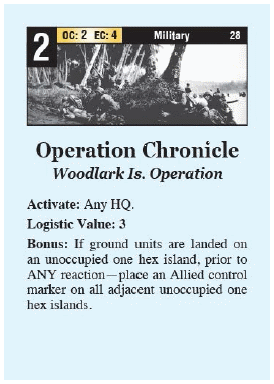 2 OC: 2 EC: 4 Military 28
Operation Chronicle
Woodlark Is. Operation
Activate: Any HQ.
Logistic Value: 3
Bonus: If ground units are landed on
an unoccupied one hex island, prior to
ANY reaction—place an Allied control
marker on all adjacent unoccupied one
hex islands.